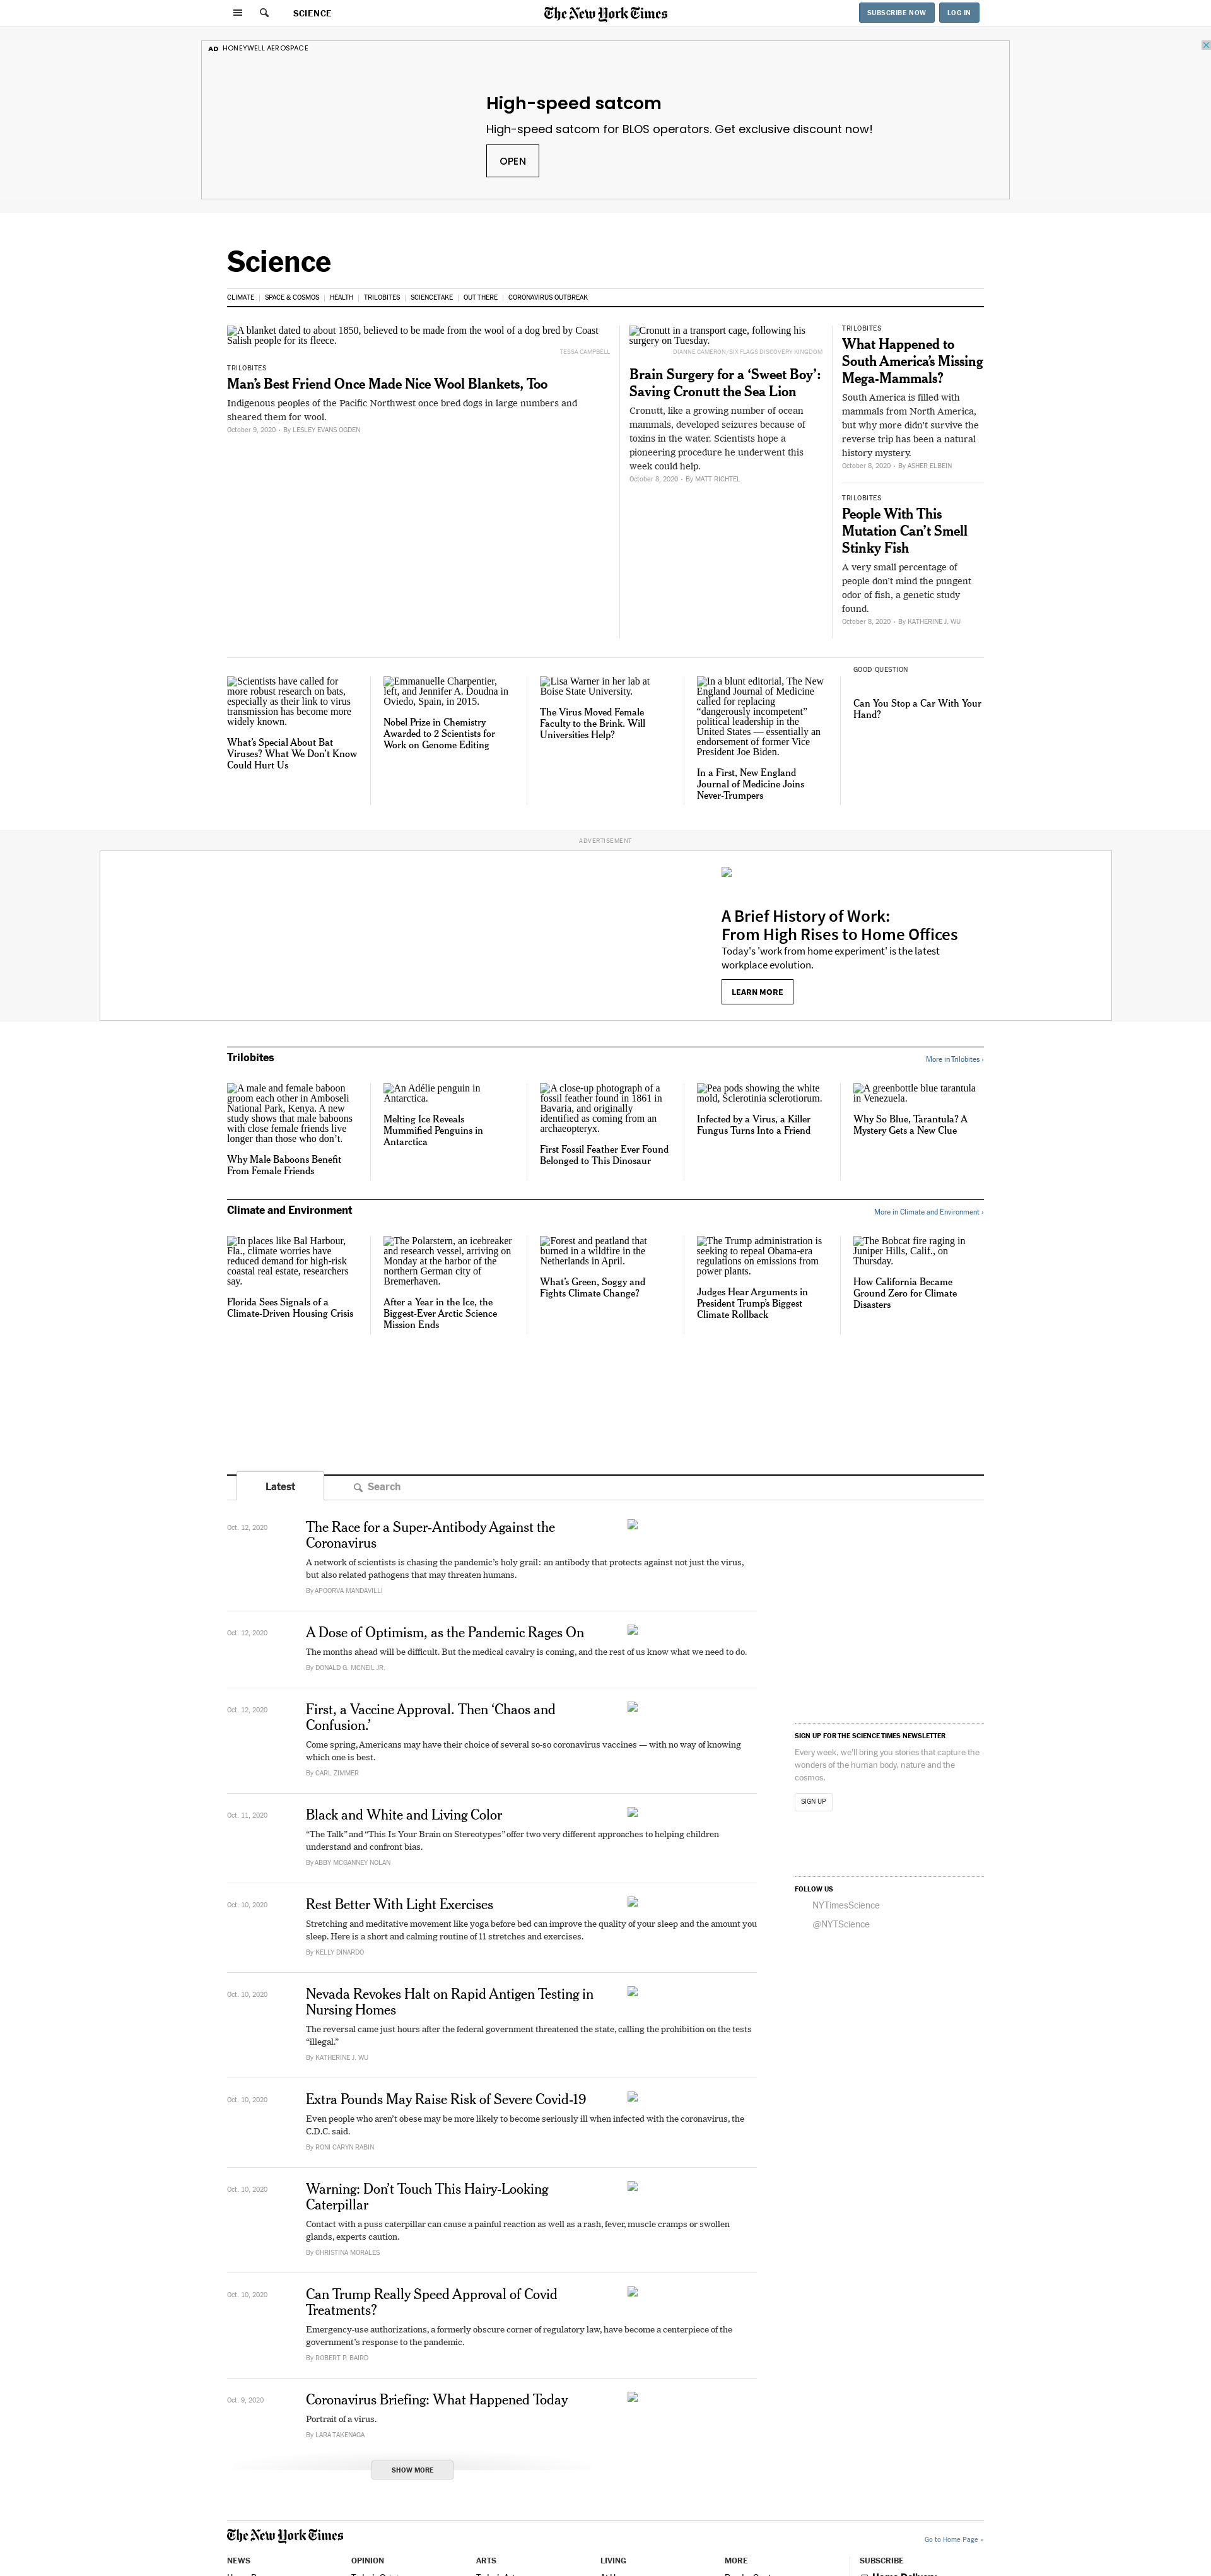 SCIENCE
The New York Times
SUBSCRIBE NOW
LOG IN
AD HONEYWELL AEROSPACE
High-speed satcom
High-speed satcom for BLOS operators. Get exclusive discount now!
OPEN
Science
CLIMATE
SPACE & COSMOS
HEALTH
TRILOBITES
SCIENCETAKE
OUT THERE
CORONAVIRUS OUTBREAK
A blanket dated to about 1850, believed to be made from the wool of a dog bred by Coast
Salish people for its fleece.
TESSA CAMPBELL
TRILOBITES
Man’s Best Friend Once Made Nice Wool Blankets, Too
Indigenous peoples of the Pacific Northwest once bred dogs in large numbers and
sheared them for wool.
October 9, 2020 - By LESLEY EVANS OGDEN
Cronutt in a transport cage, following his
surgery on Tuesday.
DIANNE CAMERON/SIX FLAGS DISCOVERY KINGDOM
Brain Surgery for a ‘Sweet Boy’:
Saving Cronutt the Sea Lion
Cronutt, like a growing number of ocean
mammals, developed seizures because of
toxins in the water. Scientists hope a
pioneering procedure he underwent this
week could help.
October 8, 2020 - By MATT RICHTEL
TRILOBITES
What Happened to
South America’s Missing
Mega-Mammals?
South America is filled with
mammals from North America,
but why more didn’t survive the
reverse trip has been a natural
history mystery.
October 8, 2020 - By ASHER ELBEIN
TRILOBITES
People With This
Mutation Can’t Smell
Stinky Fish
A very small percentage of
people don’t mind the pungent
odor of fish, a genetic study
found.
October 8, 2020 - By KATHERINE J. WU
Scientists have called for
more robust research on bats,
especially as their link to virus
transmission has become more
widely known.
What’s Special About Bat
Viruses? What We Don’t Know
Could Hurt Us
Emmanuelle Charpentier,
left, and Jennifer A. Doudna in
Oviedo, Spain, in 2015.
Nobel Prize in Chemistry
Awarded to 2 Scientists for
Work on Genome Editing
Lisa Warner in her lab at
Boise State University.
The Virus Moved Female
Faculty to the Brink. Will
Universities Help?
In a blunt editorial, The New
England Journal of Medicine
called for replacing
“dangerously incompetent”
political leadership in the
United States — essentially an
endorsement of former Vice
President Joe Biden.
In a First, New England
Journal of Medicine Joins
Never-Trumpers
GOOD QUESTION
Can You Stop a Car With Your
Hand?
ADVERTISEMENT
A Brief History of Work:
From High Rises to Home Offices
Today's 'work from home experiment' is the latest
workplace evolution.
LEARN MORE
Trilobites
More in Trilobites ›
A male and female baboon
groom each other in Amboseli
National Park, Kenya. A new
study shows that male baboons
with close female friends live
longer than those who don’t.
Why Male Baboons Benefit
From Female Friends
An Adélie penguin in
Antarctica.
Melting Ice Reveals
Mummified Penguins in
Antarctica
A close-up photograph of a
fossil feather found in 1861 in
Bavaria, and originally
identified as coming from an
archaeopteryx.
First Fossil Feather Ever Found
Belonged to This Dinosaur
Pea pods showing the white
mold, Sclerotinia sclerotiorum.
Infected by a Virus, a Killer
Fungus Turns Into a Friend
A greenbottle blue tarantula
in Venezuela.
Why So Blue, Tarantula? A
Mystery Gets a New Clue
Climate and Environment
More in Climate and Environment ›
In places like Bal Harbour,
Fla., climate worries have
reduced demand for high-risk
coastal real estate, researchers
say.
Florida Sees Signals of a
Climate-Driven Housing Crisis
The Polarstern, an icebreaker
and research vessel, arriving on
Monday at the harbor of the
northern German city of
Bremerhaven.
After a Year in the Ice, the
Biggest-Ever Arctic Science
Mission Ends
Forest and peatland that
burned in a wildfire in the
Netherlands in April.
What’s Green, Soggy and
Fights Climate Change?
The Trump administration is
seeking to repeal Obama-era
regulations on emissions from
power plants.
Judges Hear Arguments in
President Trump’s Biggest
Climate Rollback
The Bobcat fire raging in
Juniper Hills, Calif., on
Thursday.
How California Became
Ground Zero for Climate
Disasters
Latest
Search
Oct. 12, 2020
The Race for a Super-Antibody Against the
Coronavirus
A network of scientists is chasing the pandemic’s holy grail: an antibody that protects against not just the virus,
but also related pathogens that may threaten humans.
By APOORVA MANDAVILLI
Oct. 12, 2020
A Dose of Optimism, as the Pandemic Rages On
The months ahead will be difficult. But the medical cavalry is coming, and the rest of us know what we need to do.
By DONALD G. MCNEIL JR.
Oct. 12, 2020
First, a Vaccine Approval. Then ‘Chaos and
Confusion.’
Come spring, Americans may have their choice of several so-so coronavirus vaccines — with no way of knowing
which one is best.
By CARL ZIMMER
Oct. 11, 2020
Black and White and Living Color
“The Talk” and “This Is Your Brain on Stereotypes” offer two very different approaches to helping children
understand and confront bias.
By ABBY MCGANNEY NOLAN
Oct. 10, 2020
Rest Better With Light Exercises
Stretching and meditative movement like yoga before bed can improve the quality of your sleep and the amount you
sleep. Here is a short and calming routine of 11 stretches and exercises.
By KELLY DINARDO
Oct. 10, 2020
Nevada Revokes Halt on Rapid Antigen Testing in
Nursing Homes
The reversal came just hours after the federal government threatened the state, calling the prohibition on the tests
“illegal.”
By KATHERINE J. WU
Oct. 10, 2020
Extra Pounds May Raise Risk of Severe Covid-19
Even people who aren’t obese may be more likely to become seriously ill when infected with the coronavirus, the
C.D.C. said.
By RONI CARYN RABIN
Oct. 10, 2020
Warning: Don’t Touch This Hairy-Looking
Caterpillar
Contact with a puss caterpillar can cause a painful reaction as well as a rash, fever, muscle cramps or swollen
glands, experts caution.
By CHRISTINA MORALES
Oct. 10, 2020
Can Trump Really Speed Approval of Covid
Treatments?
Emergency-use authorizations, a formerly obscure corner of regulatory law, have become a centerpiece of the
government’s response to the pandemic.
By ROBERT P. BAIRD
Oct. 9, 2020
Coronavirus Briefing: What Happened Today
Portrait of a virus.
By LARA TAKENAGA
SHOW MORE
SIGN UP FOR THE SCIENCE TIMES NEWSLETTER
Every week, we’ll bring you stories that capture the
wonders of the human body, nature and the
cosmos.
SIGN UP
FOLLOW US
NYTimesScience
@NYTScience
The New York Times
Go to Home Page »
NEWS
OPINION
ARTS
LIVING
MORE
SUBSCRIBE